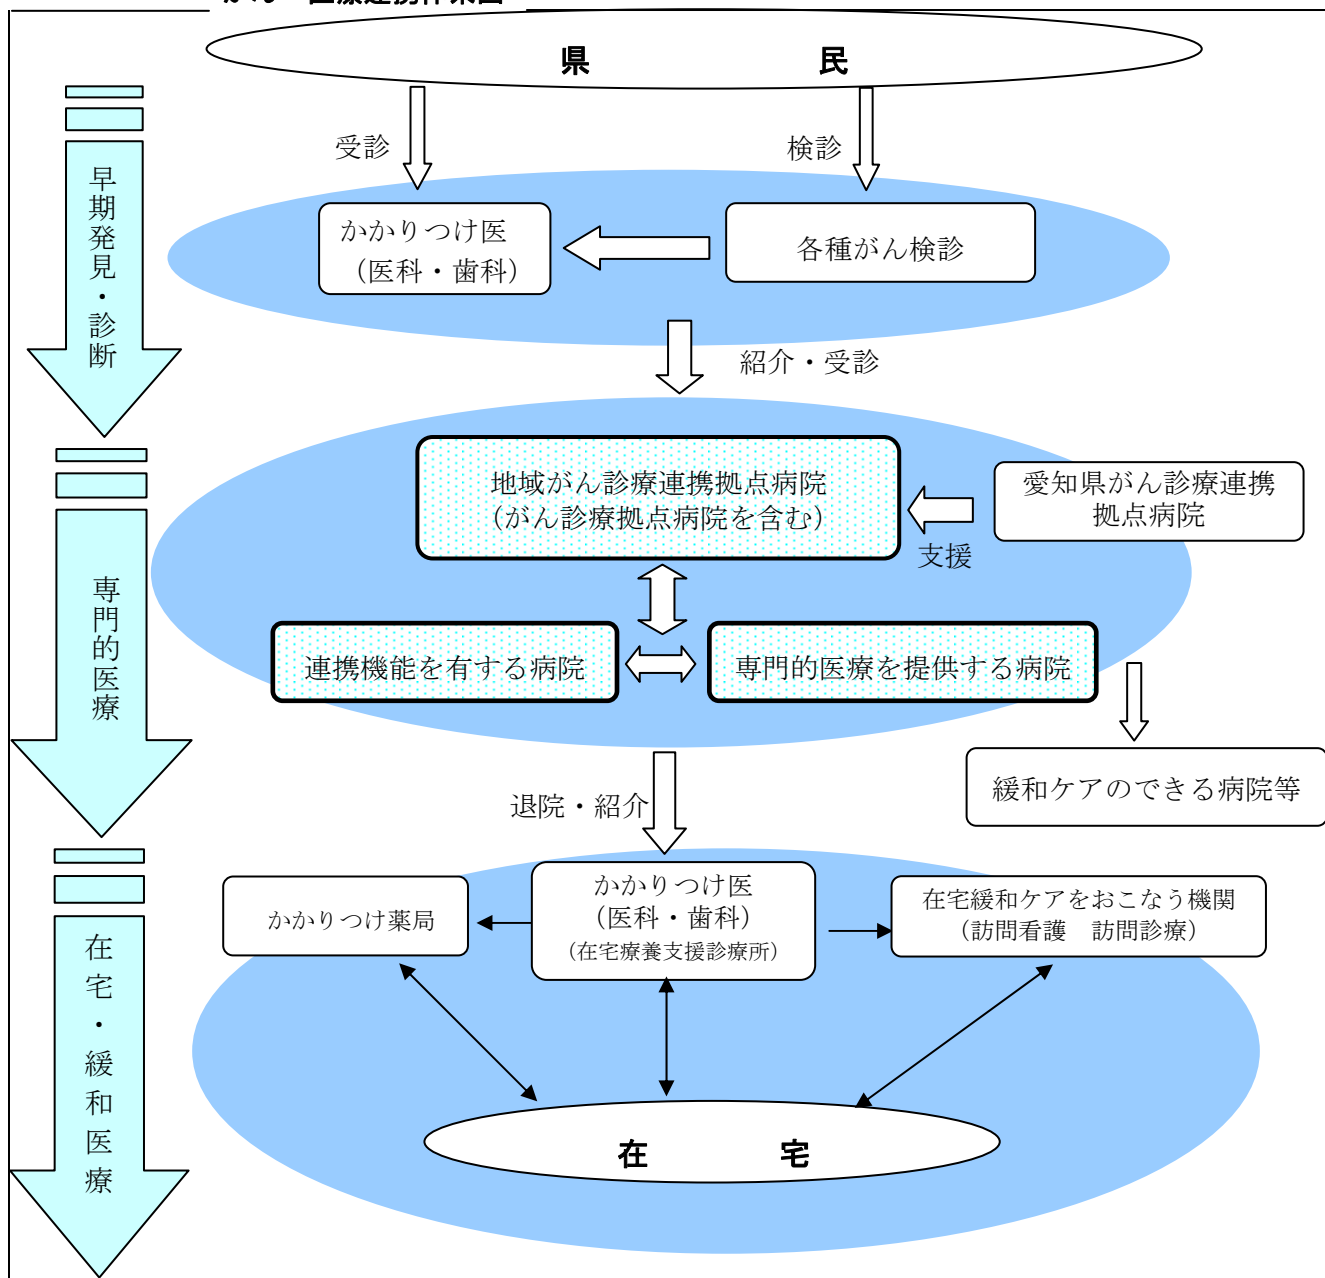 県 民
受診
検診
早期発見・診断
かかりつけ医
（医科・歯科）
各種がん検診
紹介・受診
地域がん診療連携拠点病院
（がん診療拠点病院を含む）
愛知県がん診療連携
拠点病院
支援
専門的医療
連携機能を有する病院
専門的医療を提供する病院
緩和ケアのできる病院等
退院・紹介
かかりつけ薬局
かかりつけ医
（医科・歯科）
（在宅療養支援診療所）
在宅緩和ケアをおこなう機関
（訪問看護　訪問診療）
在宅・緩和医療
在 宅